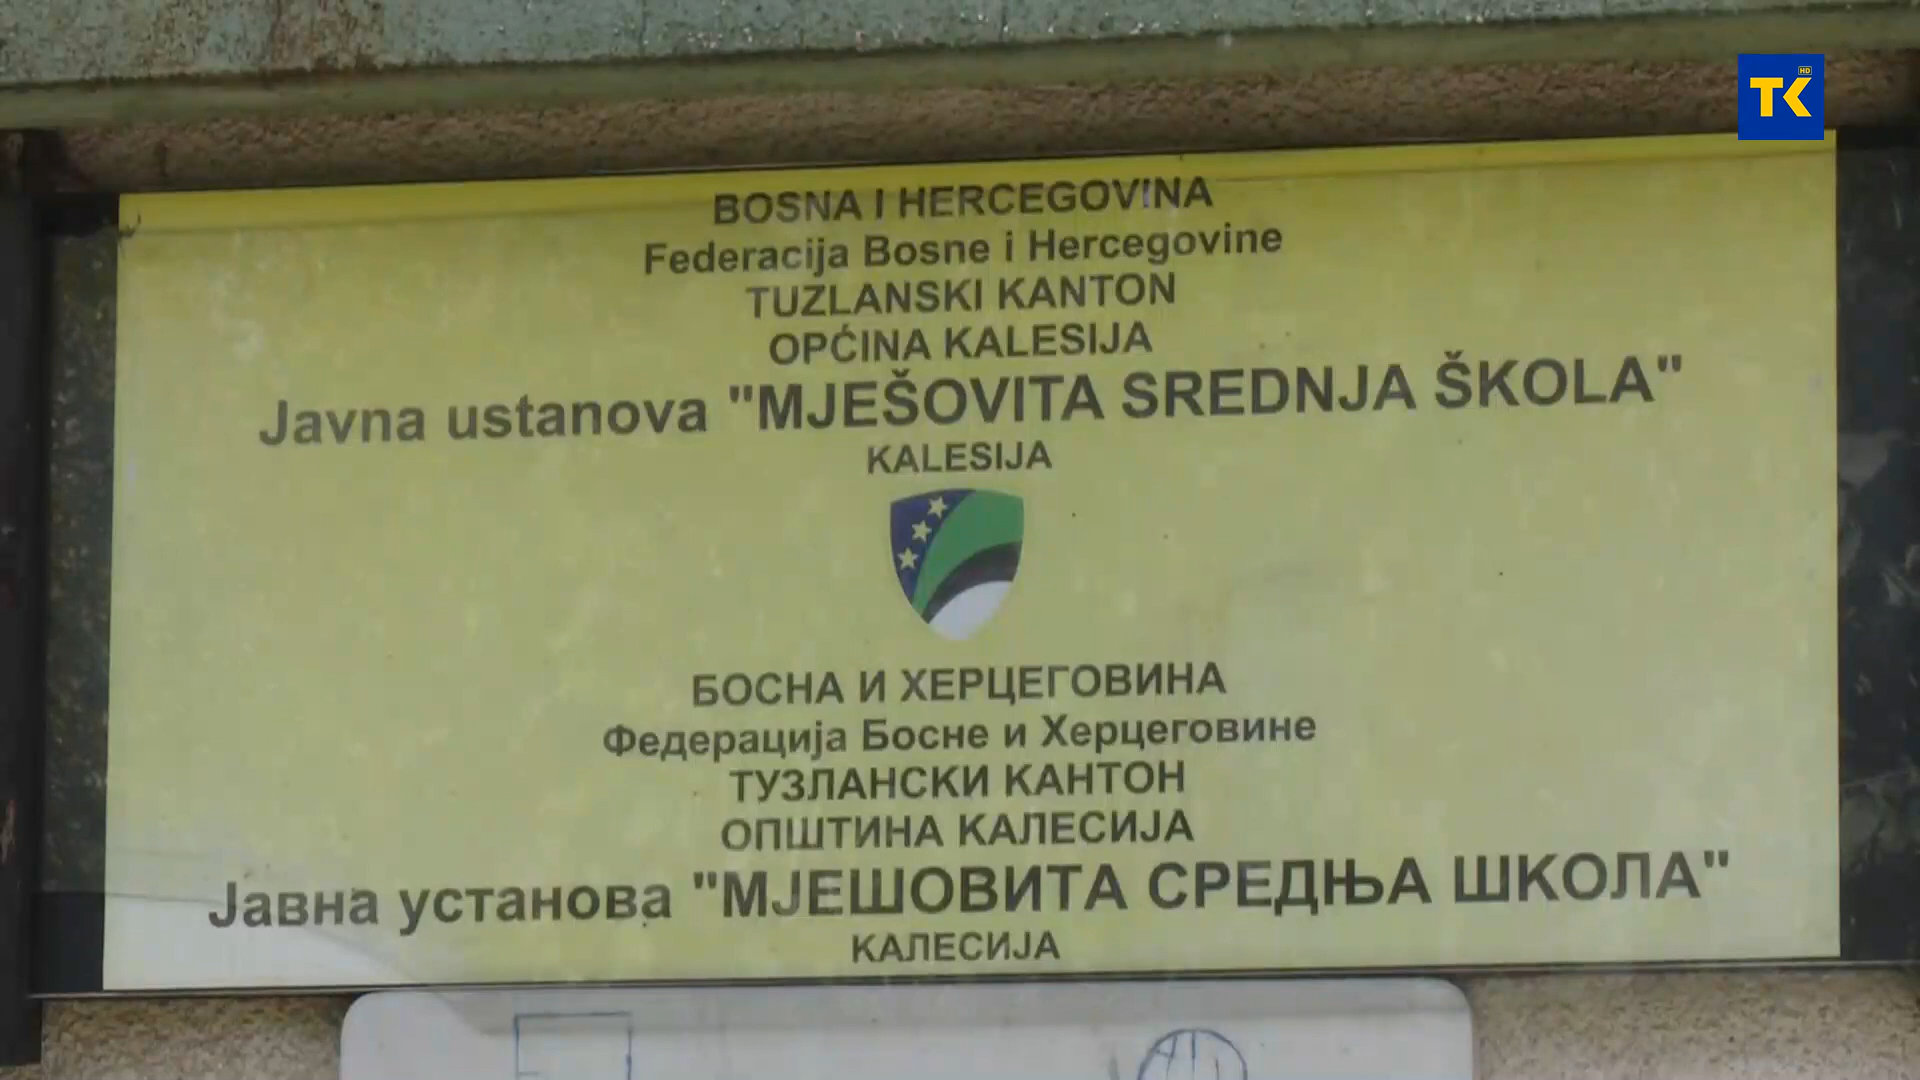 TK HD
BOSNA I HERCEGOVINA
Federacija Bosne i Hercegovine
TUZLANSKI KANTON
OPĆINA KALESIJA
Javna ustanova "MJEŠOVITA SREDNJA ŠKOLA"
KALESIJA
БОСНА И ХЕРЦЕГОВИНА
Федерација Босне и Херцеговине
ТУЗЛАНСКИ КАНТОН
ОПШТИНА КАЛЕСИЈА
Јавна установа "МЈЕШОВИТА СРЕДЊА ШКОЛА"
КАЛЕСИЈА